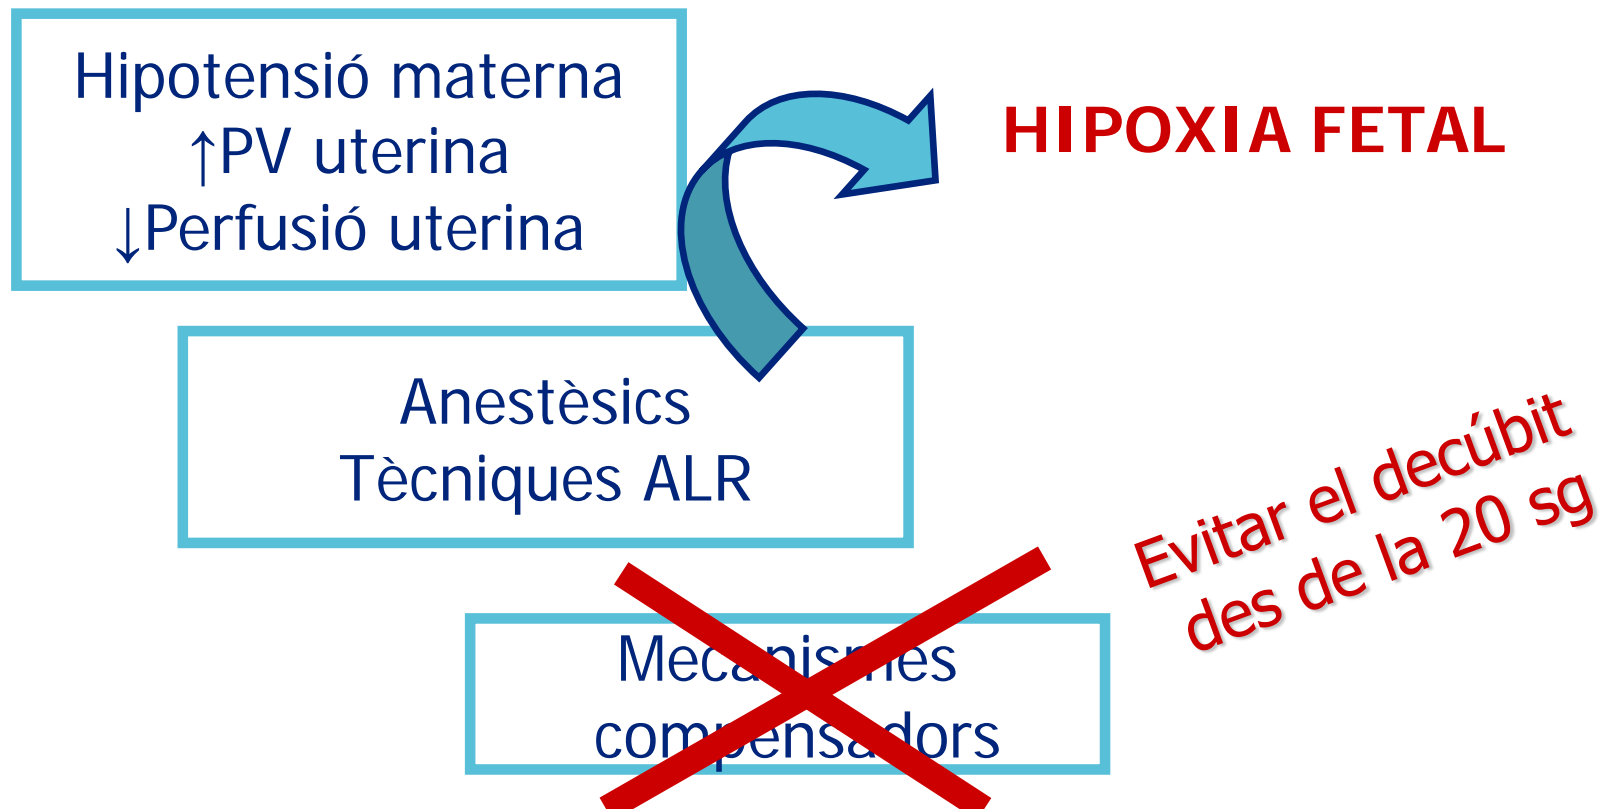 Hipotensió materna
↑PV uterina
↓Perfusió uterina
HIPOXIA FETAL
Anestèsics
Tècniques ALR
Evitar el decúbit
des de la 20 sg
Mecanismes
compensadors